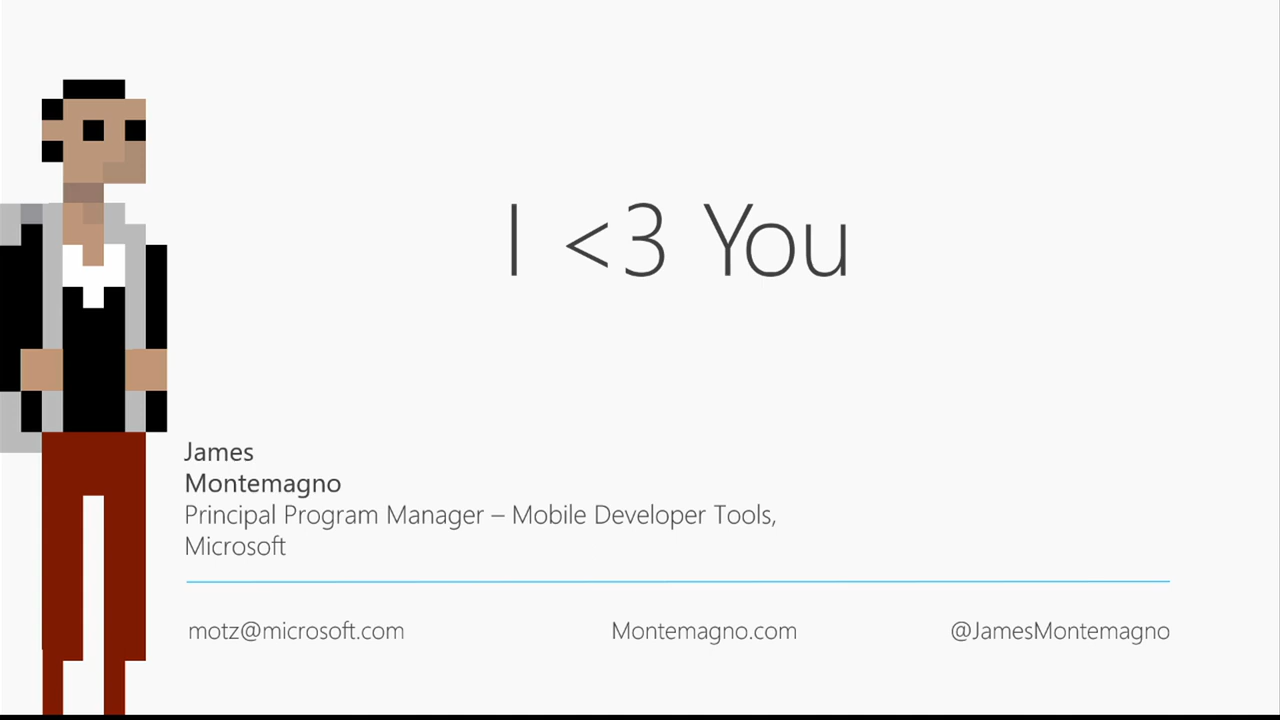 I <3 You
James
Montemagno
Principal Program Manager – Mobile Developer Tools,
Microsoft
motz@microsoft.com Montemagno.com @JamesMontemagno